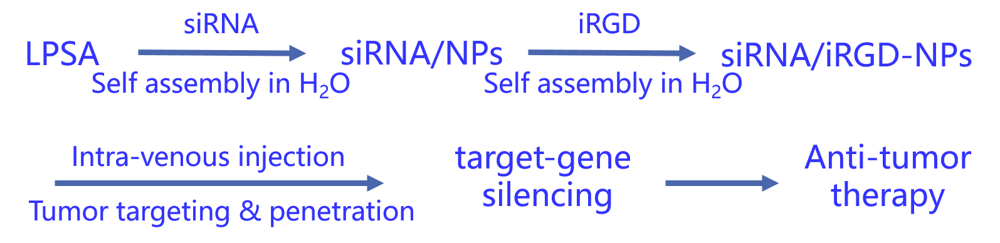 siRNA
iRGD
LPSA
siRNA/NPs
siRNA/iRGD-NPs
Self assembly in H₂O
Self assembly in H₂O
Intra-venous injection
Tumor targeting & penetration
target-gene
silencing
Anti-tumor
therapy